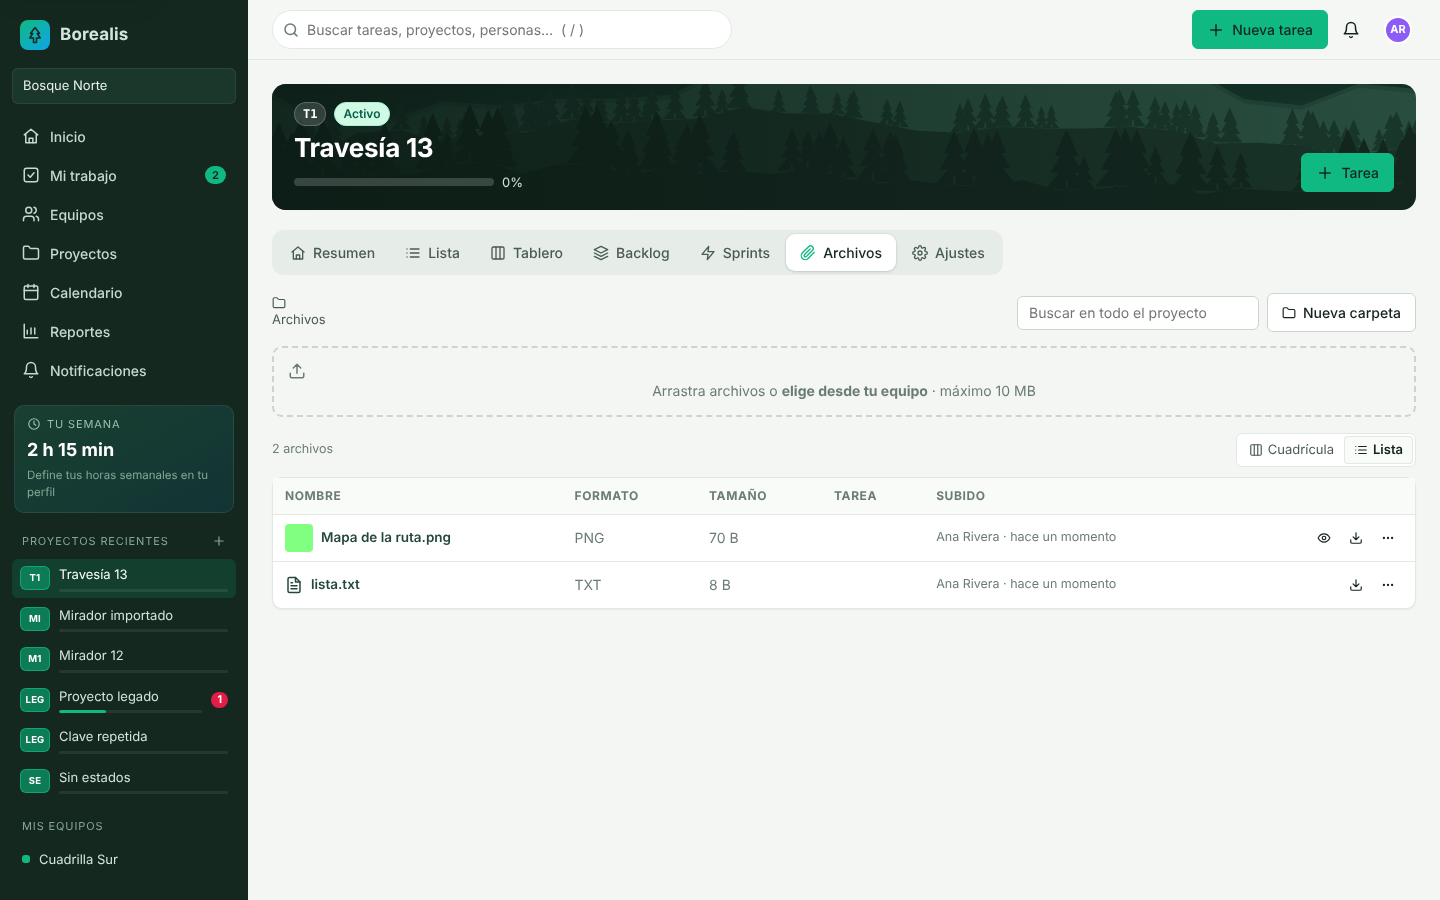 Borealis
Bosque Norte
Inicio
Mi trabajo 2
Equipos
Proyectos
Calendario
Reportes
Notificaciones
TU SEMANA
2 h 15 min
Define tus horas semanales en tu
perfil
PROYECTOS RECIENTES
T1 Travesía 13
MI Mirador importado
M1 Mirador 12
LEG Proyecto legado 1
LEG Clave repetida
SE Sin estados
MIS EQUIPOS
Cuadrilla Sur
Buscar tareas, proyectos, personas... ( / )
Nueva tarea
AR
T1 Activo
Travesía 13
0%
Tarea
Resumen Lista Tablero Backlog Sprints Archivos Ajustes
Archivos
Buscar en todo el proyecto
Nueva carpeta
Arrastra archivos o elige desde tu equipo · máximo 10 MB
2 archivos
Cuadrícula Lista
NOMBRE FORMATO TAMAÑO TAREA SUBIDO
Mapa de la ruta.png PNG 70 B Ana Rivera · hace un momento
lista.txt TXT 8 B Ana Rivera · hace un momento